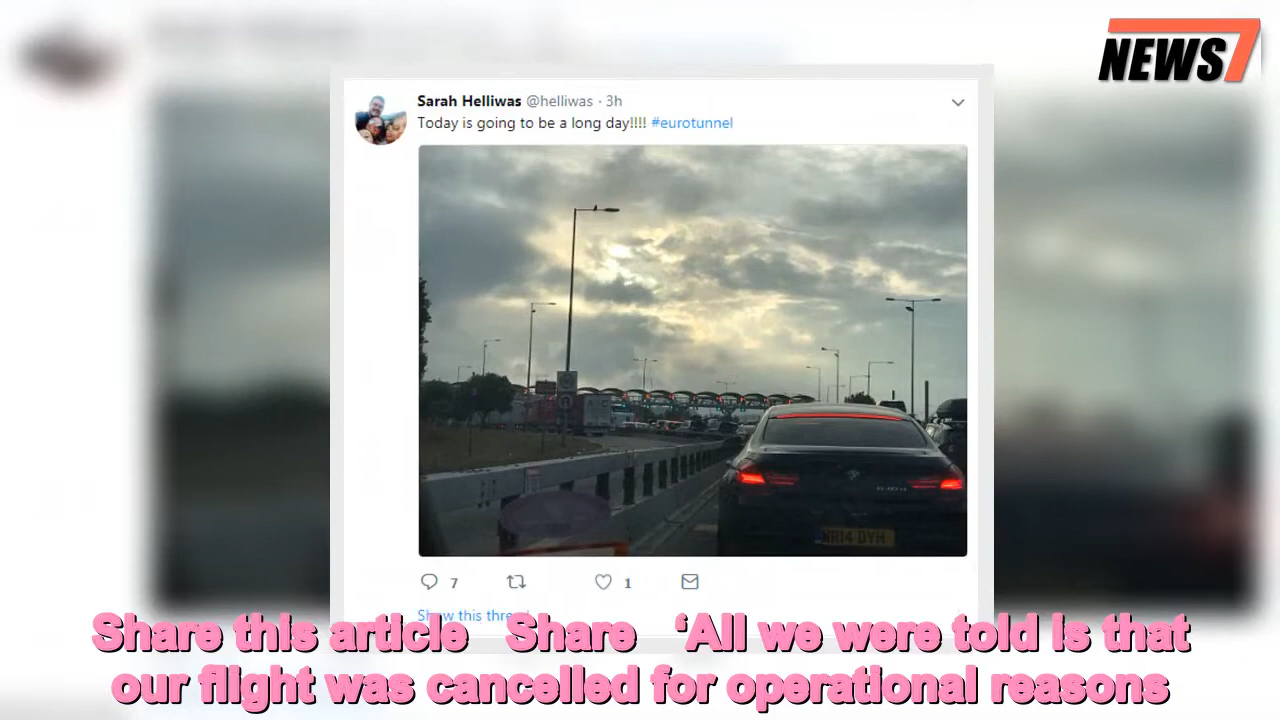 NEWS7
Sarah Helliwas @helliwas · 3h
Today is going to be a long day!!!! #eurotunnel
7
1
Share this article Share ‘All we were told is that
our flight was cancelled for operational reasons